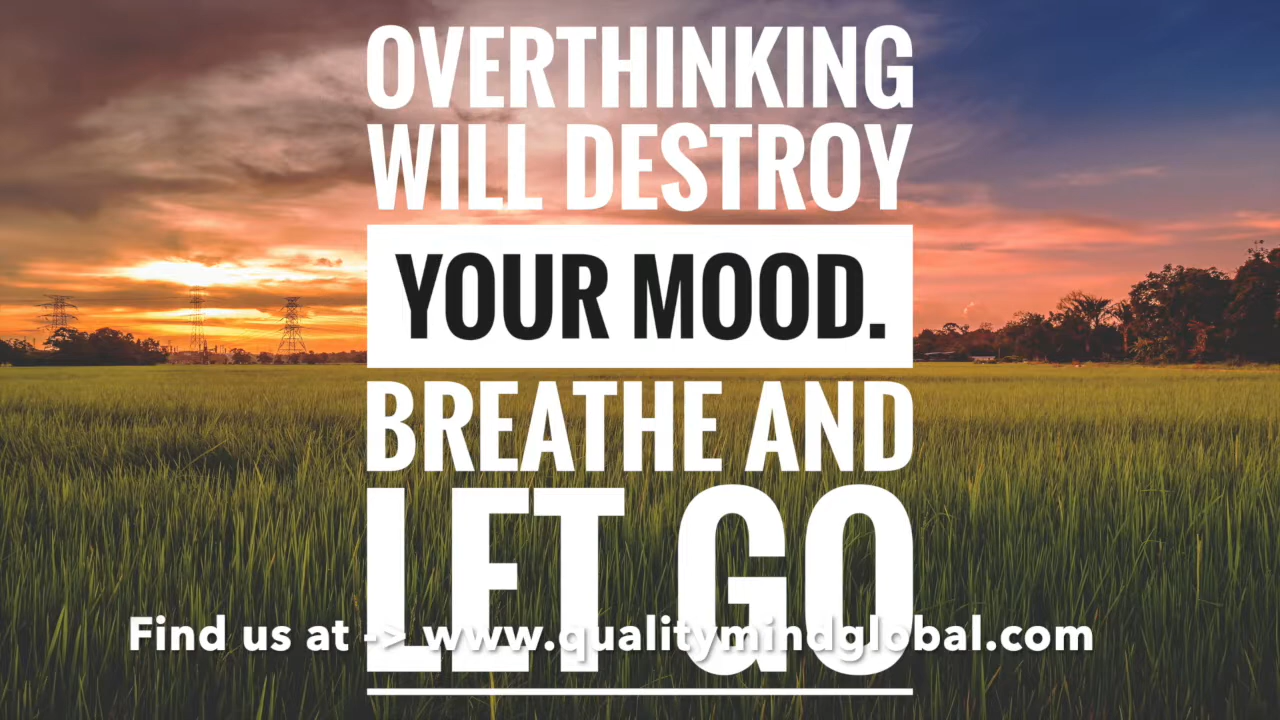 OVERTHINKING
WILL DESTROY
YOUR MOOD.
BREATHE AND
LET GO
Find us at -> www.qualitymindglobal.com